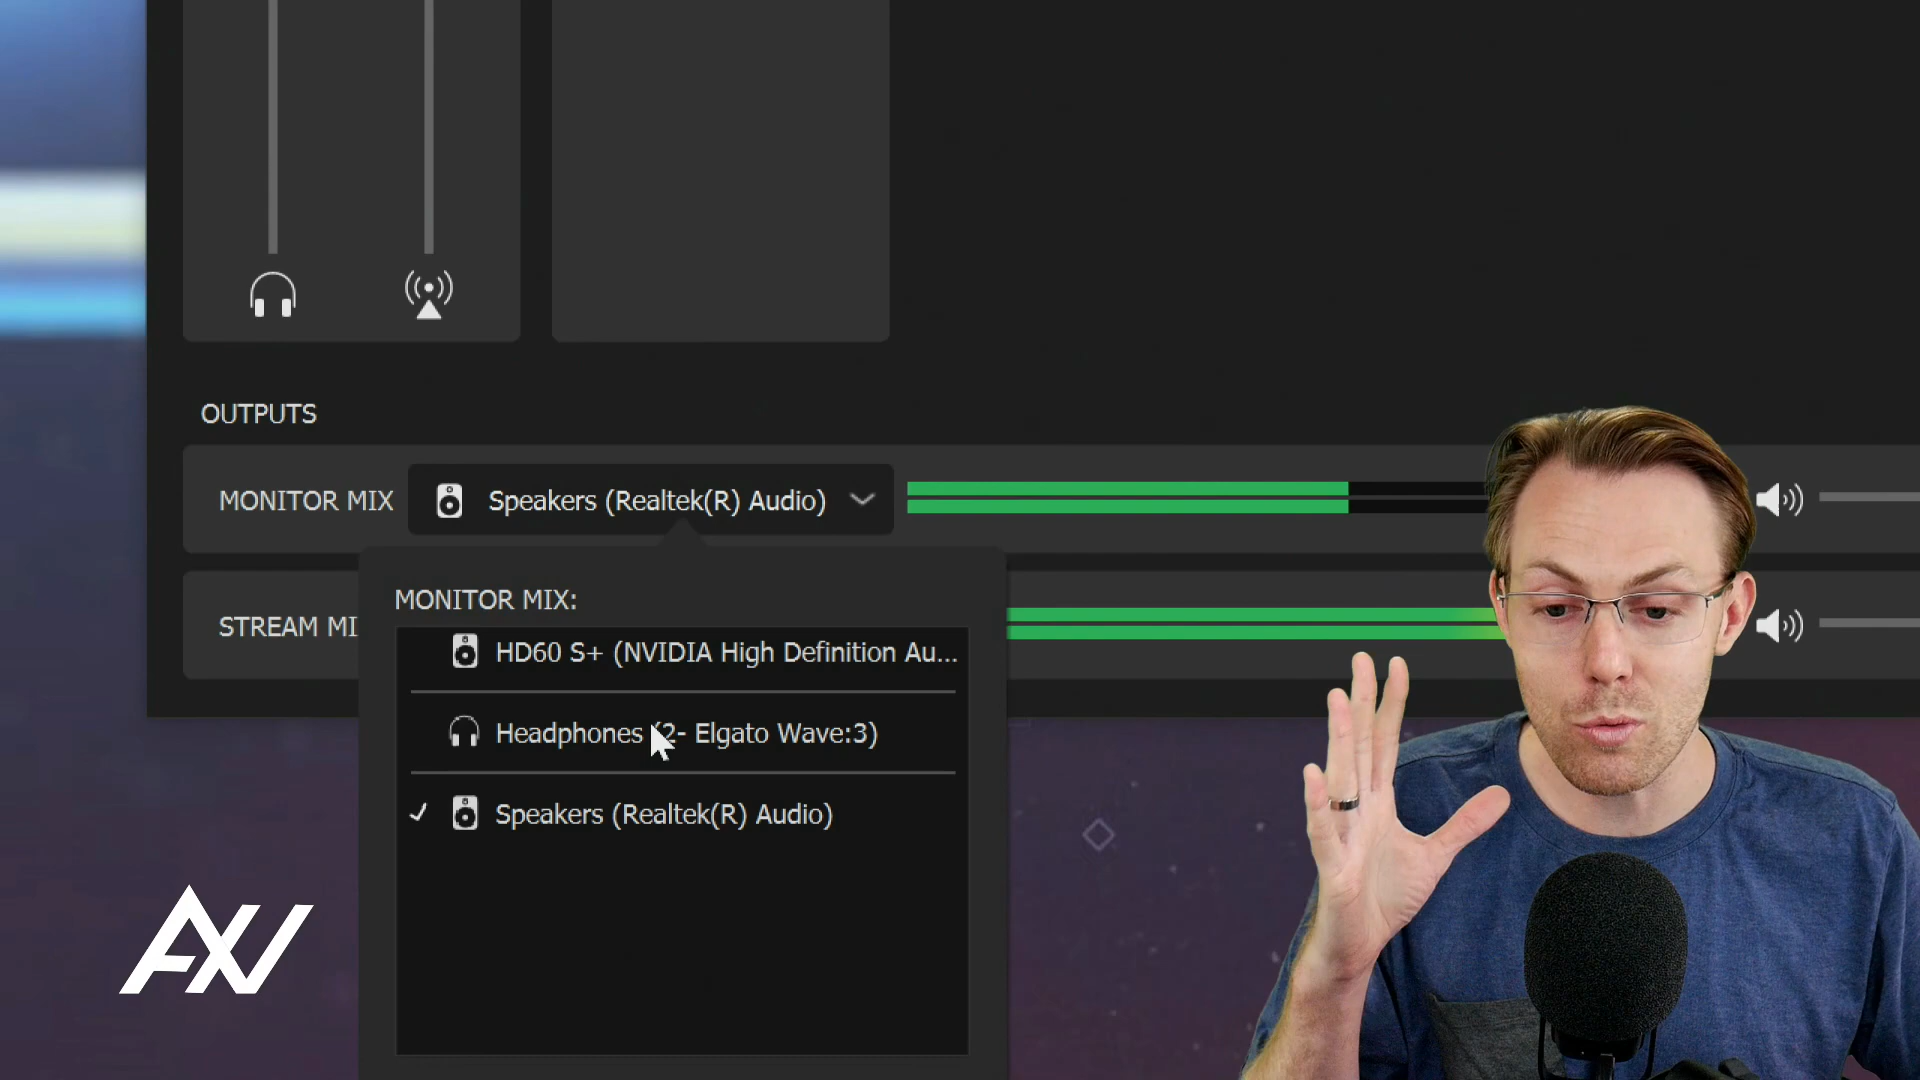 OUTPUTS
MONITOR MIX
Speakers (Realtek(R) Audio)
STREAM MI
MONITOR MIX:
HD60 S+ (NVIDIA High Definition Au...
Headphones (2- Elgato Wave:3)
Speakers (Realtek(R) Audio)